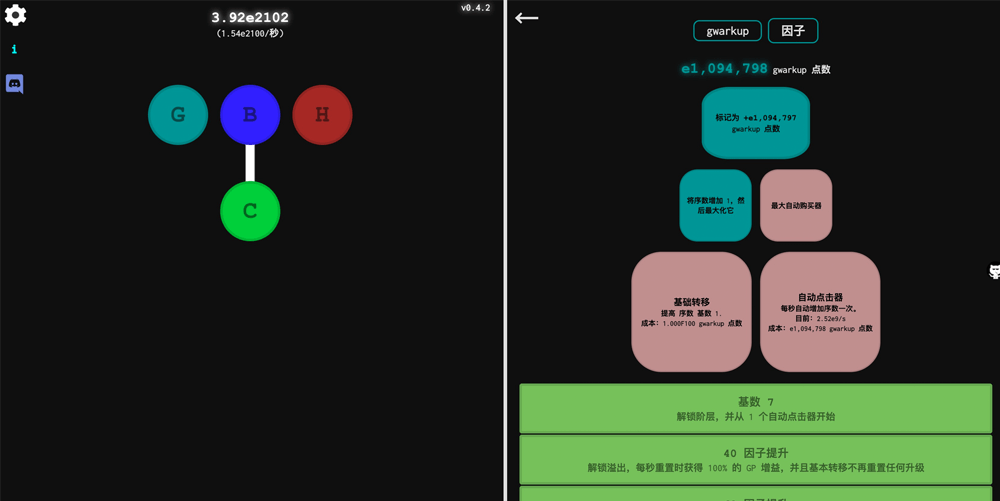 3.92e2102
v0.4.2
(1.54e2100/秒)
i
G
B
H
C
gwarkup
因子
e1,094,798 gwarkup 点数
标记为 +e1,094,797
gwarkup 点数
将序数增加 1, 然
后最大化它
最大自动购买器
基础转移
提高 序数 基数 1.
成本: 1.000F100 gwarkup 点数
自动点击器
每秒自动增加序数一次。
目前: 2.52e9/s
成本: e1,094,798 gwarkup 点数
基数 7
解锁阶层, 并从 1 个自动点击器开始
40 因子提升
解锁溢出, 每秒重置时获得 100% 的 GP 增益, 并且基本转移不再重置任何升级